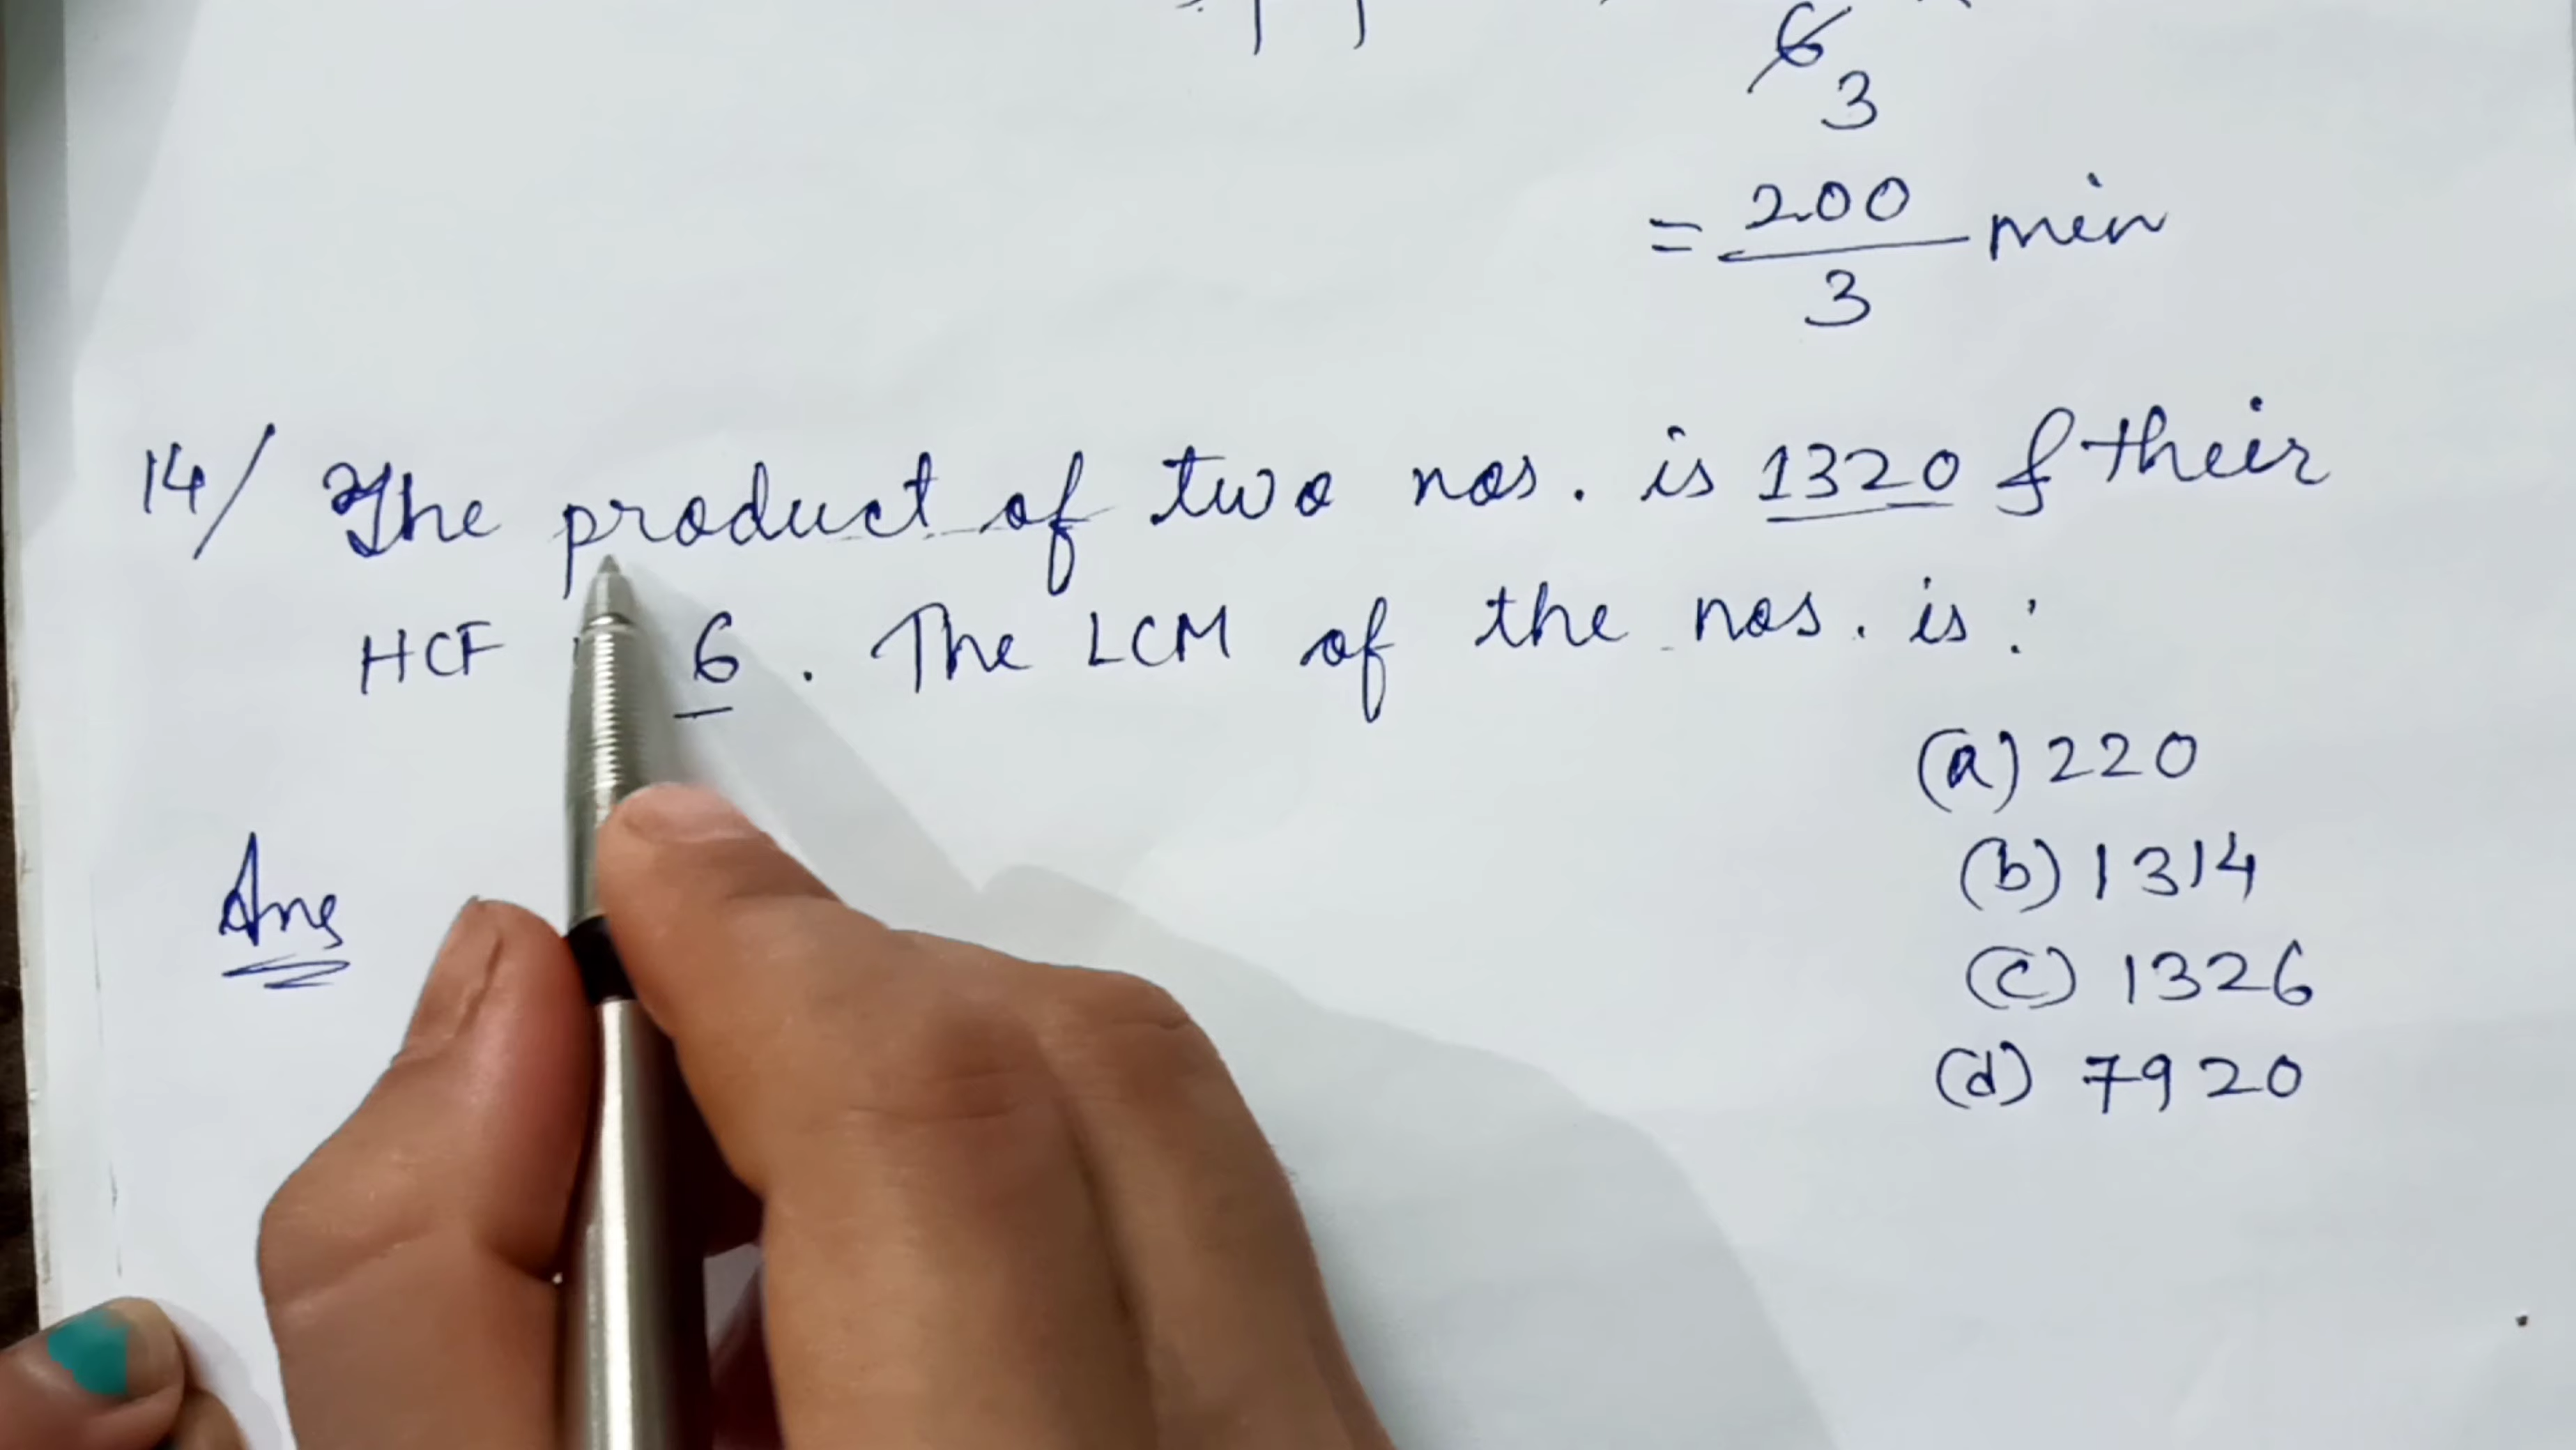 6
3
= 200 min
3
14/ The product of two nos. is 1320 & their
HCF 6. The LCM of the nos. is:
(a) 220
(b) 1314
(c) 1326
(d) 7920
Ans